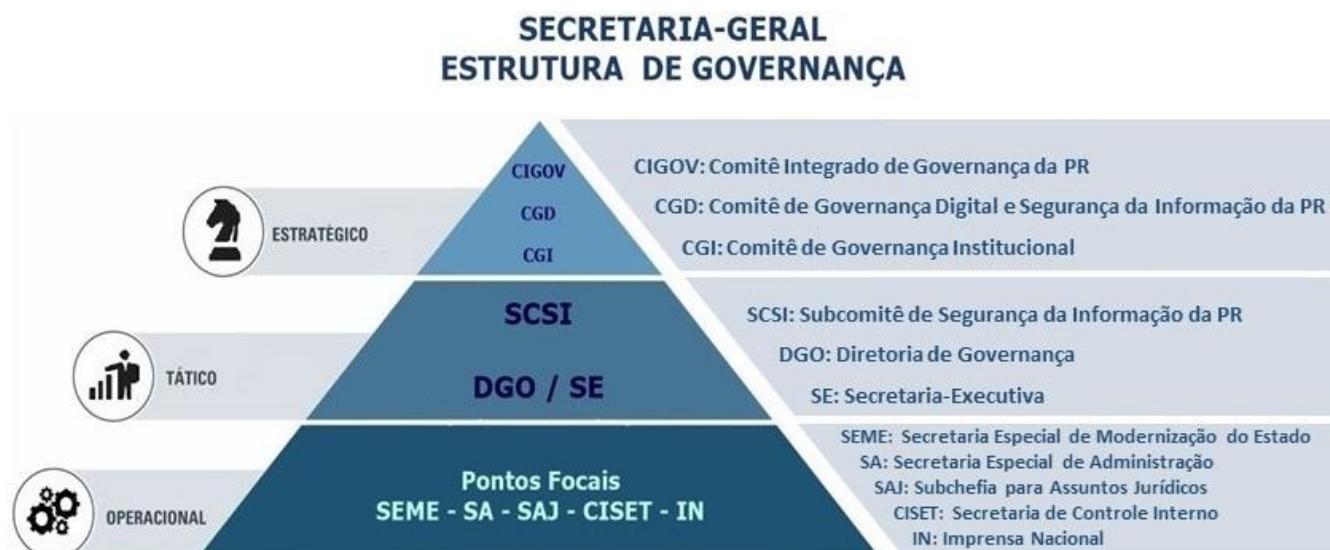 SECRETARIA-GERAL
ESTRUTURA DE GOVERNANÇA
ESTRATÉGICO
CIGOV
CGD
CGI
CIGOV: Comitê Integrado de Governança da PR
CGD: Comitê de Governança Digital e Segurança da Informação da PR
CGI: Comitê de Governança Institucional
TÁTICO
SCSI
DGO / SE
SCSI: Subcomitê de Segurança da Informação da PR
DGO: Diretoria de Governança
SE: Secretaria-Executiva
OPERACIONAL
Pontos Focais
SEME - SA - SAJ - CISET - IN
SEME: Secretaria Especial de Modernização do Estado
SA: Secretaria Especial de Administração
SAJ: Subchefia para Assuntos Jurídicos
CISET: Secretaria de Controle Interno
IN: Imprensa Nacional